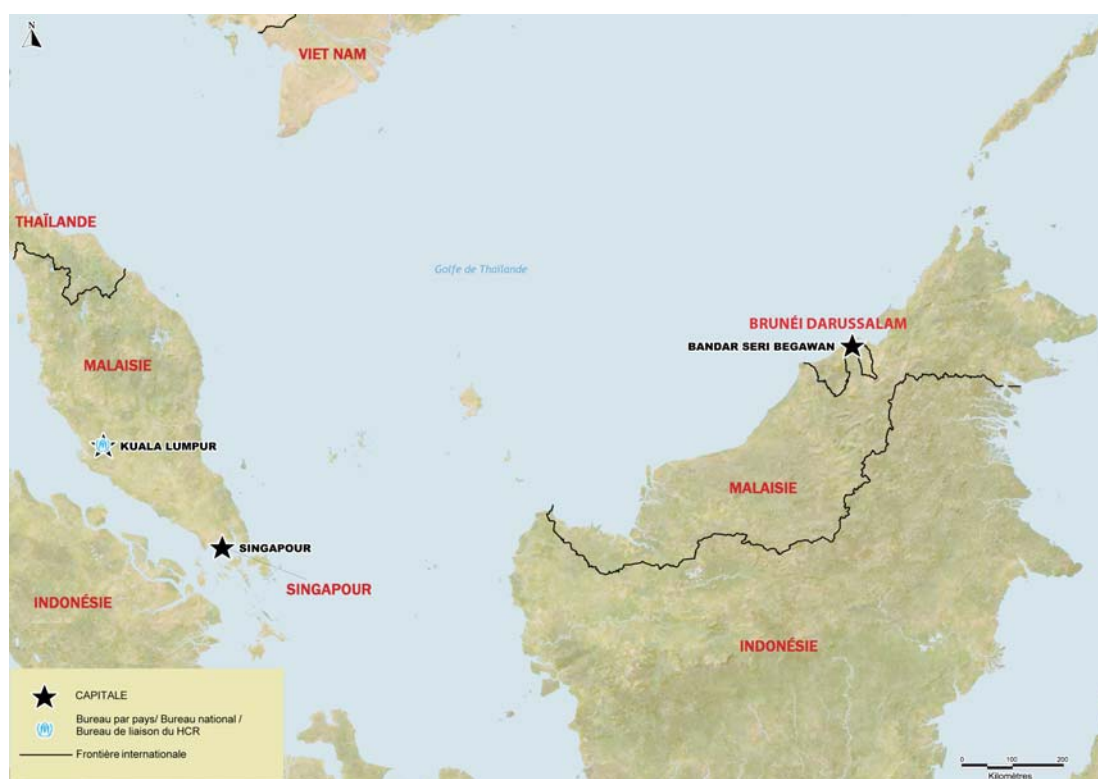 N
VIET NAM
THAÏLANDE
Golfe de Thaïlande
BRUNÉI DARUSSALAM
BANDAR SERI BEGAWAN
MALAISIE
KUALA LUMPUR
MALAISIE
SINGAPOUR
SINGAPOUR
INDONÉSIE
INDONÉSIE
CAPITALE
Bureau par pays/ Bureau national /
Bureau de liaison du HCR
Frontière internationale
0 100 200
Kilomètres